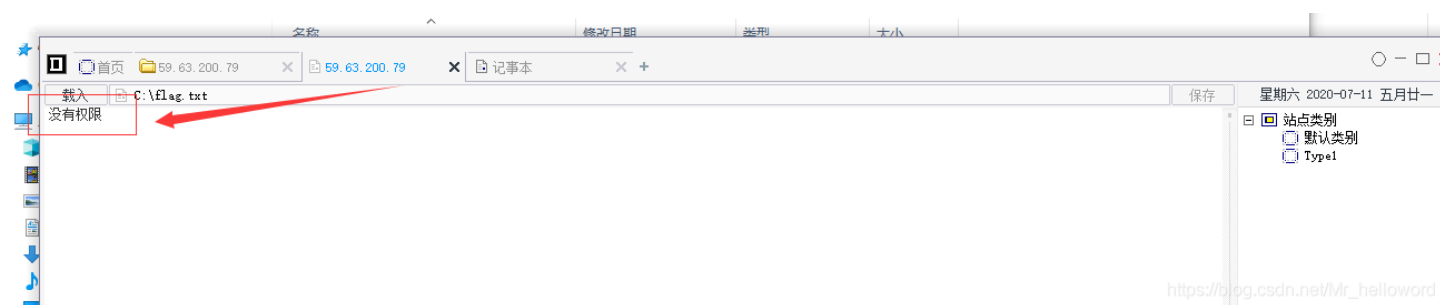 名称 修改日期 类型 大小
首页 59.63.200.79 59.63.200.79 记事本
载入 C:\flag.txt 保存 星期六 2020-07-11 五月廿一
没有权限
站点类别
默认类别
Type1
https://blog.csdn.net/Mr_helloword